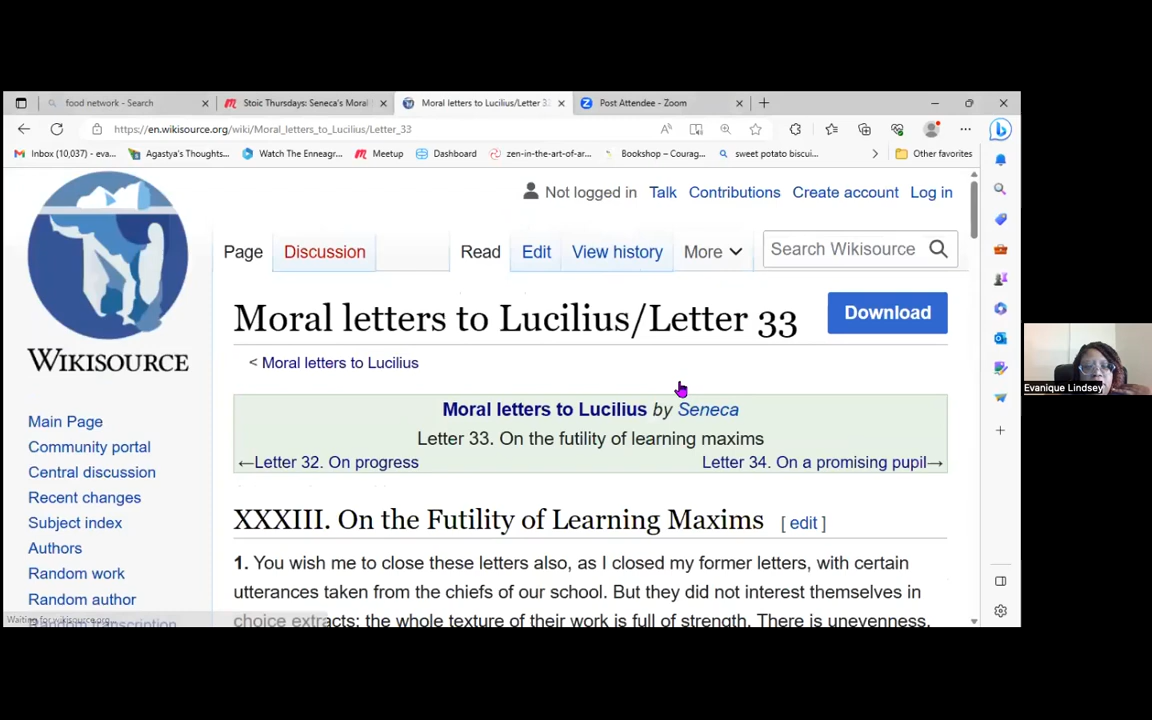 food network - Search
Stoic Thursdays: Seneca's Moral
Moral letters to Lucilius/Letter 33
Post Attendee - Zoom
https://en.wikisource.org/wiki/Moral_letters_to_Lucilius/Letter_33
Inbox (10,037) - eva...
Agastya's Thoughts...
Watch The Enneagr...
Meetup
Dashboard
zen-in-the-art-of-ar...
Bookshop – Courag...
sweet potato biscui...
Other favorites
Not logged in
Talk
Contributions
Create account
Log in
Page
Discussion
Read
Edit
View history
More
Search Wikisource
Moral letters to Lucilius/Letter 33
Download
< Moral letters to Lucilius
WIKISOURCE
Evanique Lindsey
Moral letters to Lucilius by Seneca
Letter 33. On the futility of learning maxims
←Letter 32. On progress
Letter 34. On a promising pupil→
Main Page
Community portal
Central discussion
Recent changes
Subject index
Authors
Random work
Random author
Random transcription
XXXIII. On the Futility of Learning Maxims [ edit ]
1. You wish me to close these letters also, as I closed my former letters, with certain
utterances taken from the chiefs of our school. But they did not interest themselves in
choice extracts; the whole texture of their work is full of strength. There is unevenness,
Waiting for wikisource.org...